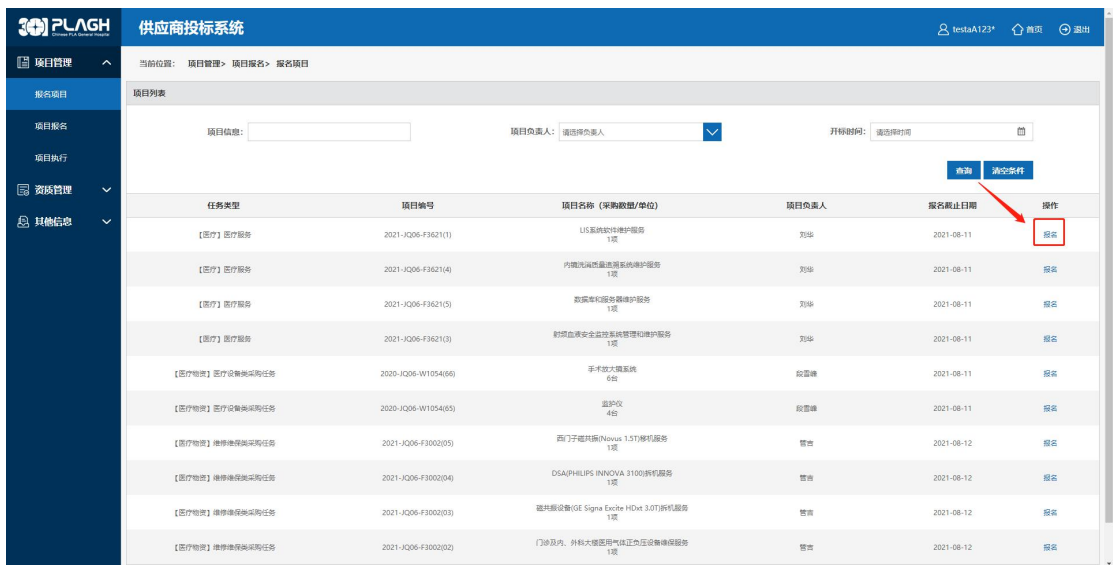 301 PLAGH
Chinese PLA General Hospital
供应商投标系统
testaA123*
首页
退出
项目管理
报名项目
项目报名
项目执行
资质管理
其他信息
当前位置： 项目管理> 项目报名> 报名项目
项目列表
项目信息：
项目负责人： 请选择负责人
开标时间： 请选择时间
查询 清空条件
任务类型 项目编号 项目名称（采购数量/单位） 项目负责人 报名截止日期 操作
【医疗】医疗服务 2021-JQ06-F3621(1) LIS系统软件维护服务 刘华 2021-08-11 报名
1项
【医疗】医疗服务 2021-JQ06-F3621(4) 内镜洗消质量追溯系统维护服务 刘华 2021-08-11 报名
1项
【医疗】医疗服务 2021-JQ06-F3621(5) 数据库和服务器维护服务 刘华 2021-08-11 报名
1项
【医疗】医疗服务 2021-JQ06-F3621(3) 射频血液安全监控系统管理和维护服务 刘华 2021-08-11 报名
1项
【医疗物资】医疗设备类采购任务 2020-JQ06-W1054(66) 手术放大镜系统 段雪峰 2021-08-11 报名
6台
【医疗物资】医疗设备类采购任务 2020-JQ06-W1054(65) 监护仪 段雪峰 2021-08-11 报名
4台
【医疗物资】维修维保类采购任务 2021-JQ06-F3002(05) 西门子磁共振(Novus 1.5T)移机服务 2021-08-12 报名
1项
【医疗物资】维修维保类采购任务 2021-JQ06-F3002(04) DSA(PHILIPS INNOVA 3100)拆机服务 2021-08-12 报名
1项
【医疗物资】维修维保类采购任务 2021-JQ06-F3002(03) 磁共振设备(GE Signa Excite HDxt 3.0T)拆机服务 2021-08-12 报名
1项
【医疗物资】维修维保类采购任务 2021-JQ06-F3002(02) 门诊及内、外科大楼医用气体正负压设备维保服务 2021-08-12 报名
1项